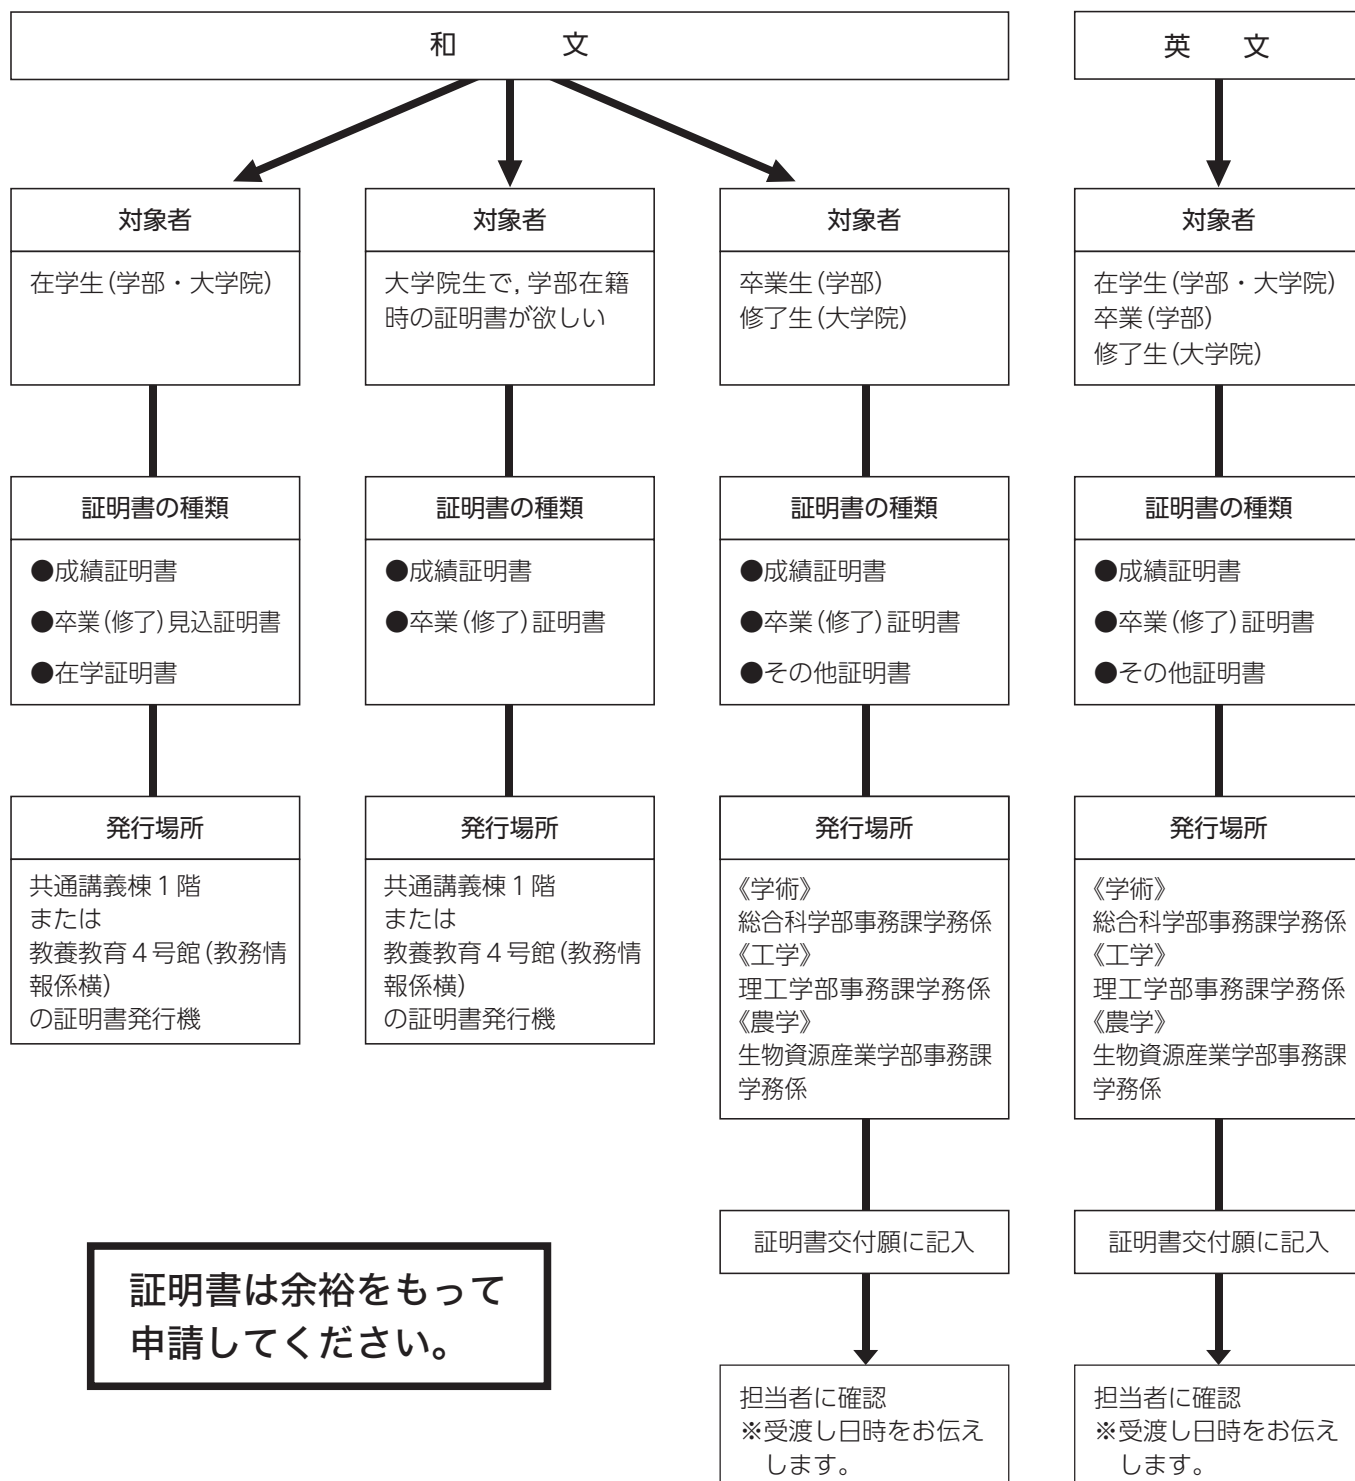 和　　文
対象者
在学生(学部・大学院)
証明書の種類
●成績証明書
●卒業(修了)見込証明書
●在学証明書
発行場所
共通講義棟1階
または
教養教育4号館(教務情
報係横)
の証明書発行機
対象者
大学院生で,学部在籍
時の証明書が欲しい
証明書の種類
●成績証明書
●卒業(修了)証明書
発行場所
共通講義棟1階
または
教養教育4号館(教務情
報係横)
の証明書発行機
対象者
卒業生(学部)
修了生(大学院)
証明書の種類
●成績証明書
●卒業(修了)証明書
●その他証明書
発行場所
《学術》
総合科学部事務課学務係
《工学》
理工学部事務課学務係
《農学》
生物資源産業学部事務課
学務係
証明書交付願に記入
担当者に確認
※受渡し日時をお伝え
します。
英　文
対象者
在学生(学部・大学院)
卒業(学部)
修了生(大学院)
証明書の種類
●成績証明書
●卒業(修了)証明書
●その他証明書
発行場所
《学術》
総合科学部事務課学務係
《工学》
理工学部事務課学務係
《農学》
生物資源産業学部事務課
学務係
証明書交付願に記入
担当者に確認
※受渡し日時をお伝え
します。
証明書は余裕をもって
申請してください。